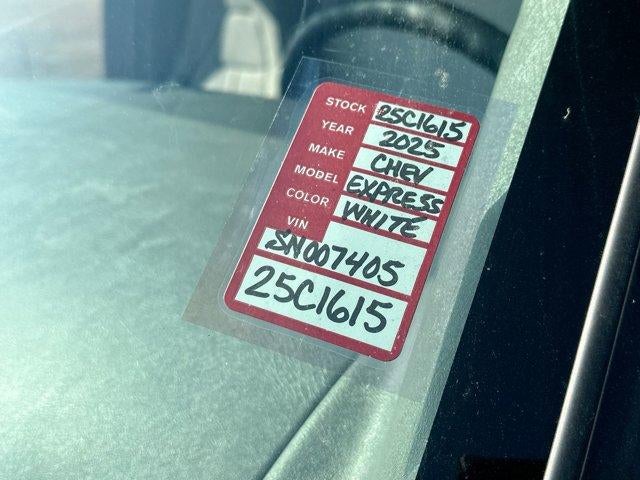 STOCK 25C1615
YEAR 2025
MAKE CHEV
MODEL EXPRESS
COLOR WHITE
VIN
SN007405
25C1615